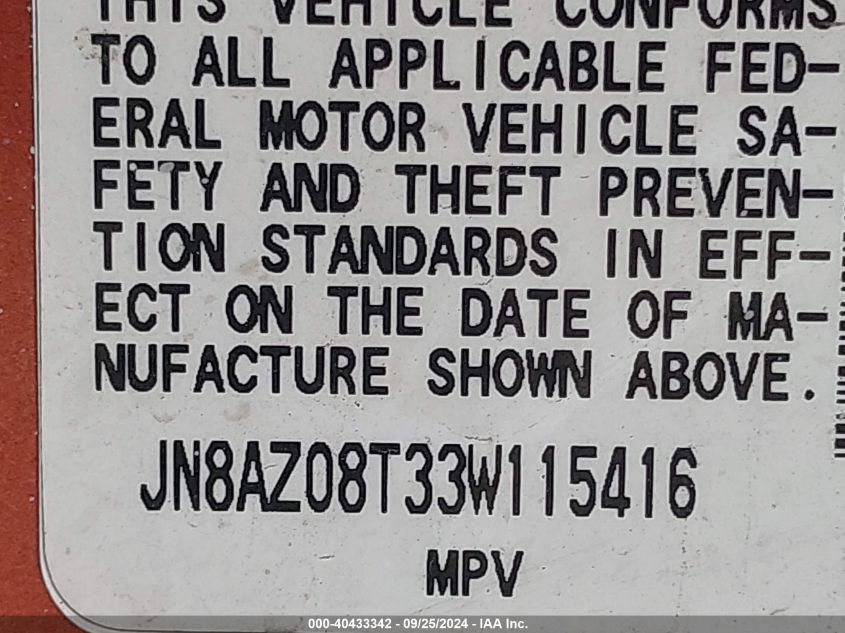 THIS VEHICLE CONFORMS
TO ALL APPLICABLE FED-
ERAL MOTOR VEHICLE SA-
FETY AND THEFT PREVEN-
TION STANDARDS IN EFF-
ECT ON THE DATE OF MA-
NUFACTURE SHOWN ABOVE.
JN8AZ08T33W115416
MPV
000-40433342 - 09/25/2024 - IAA Inc.